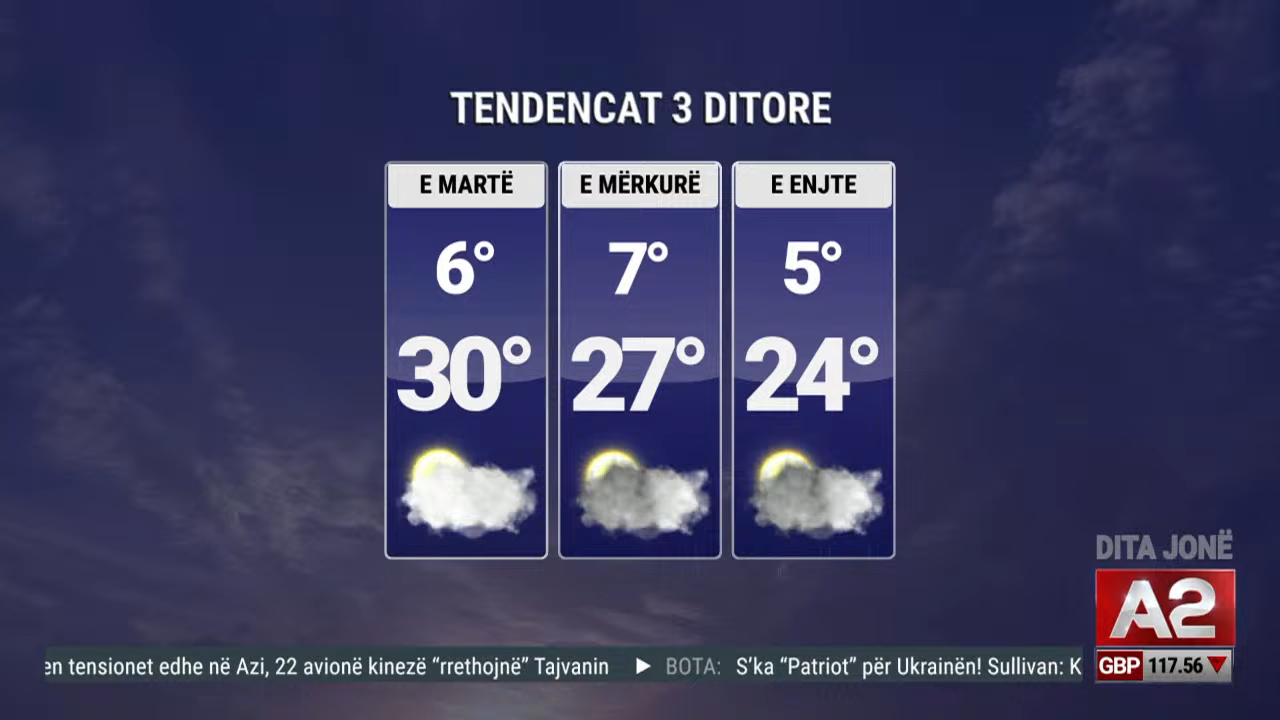 TENDENCAT 3 DITORE
E MARTË
E MËRKURË
E ENJTE
6°
7°
5°
30°
27°
24°
DITA JONË
A2
en tensionet edhe në Azi, 22 avionë kinezë “rrethojnë” Tajvanin
BOTA: S’ka “Patriot” për Ukrainën! Sullivan: K
GBP 117.56